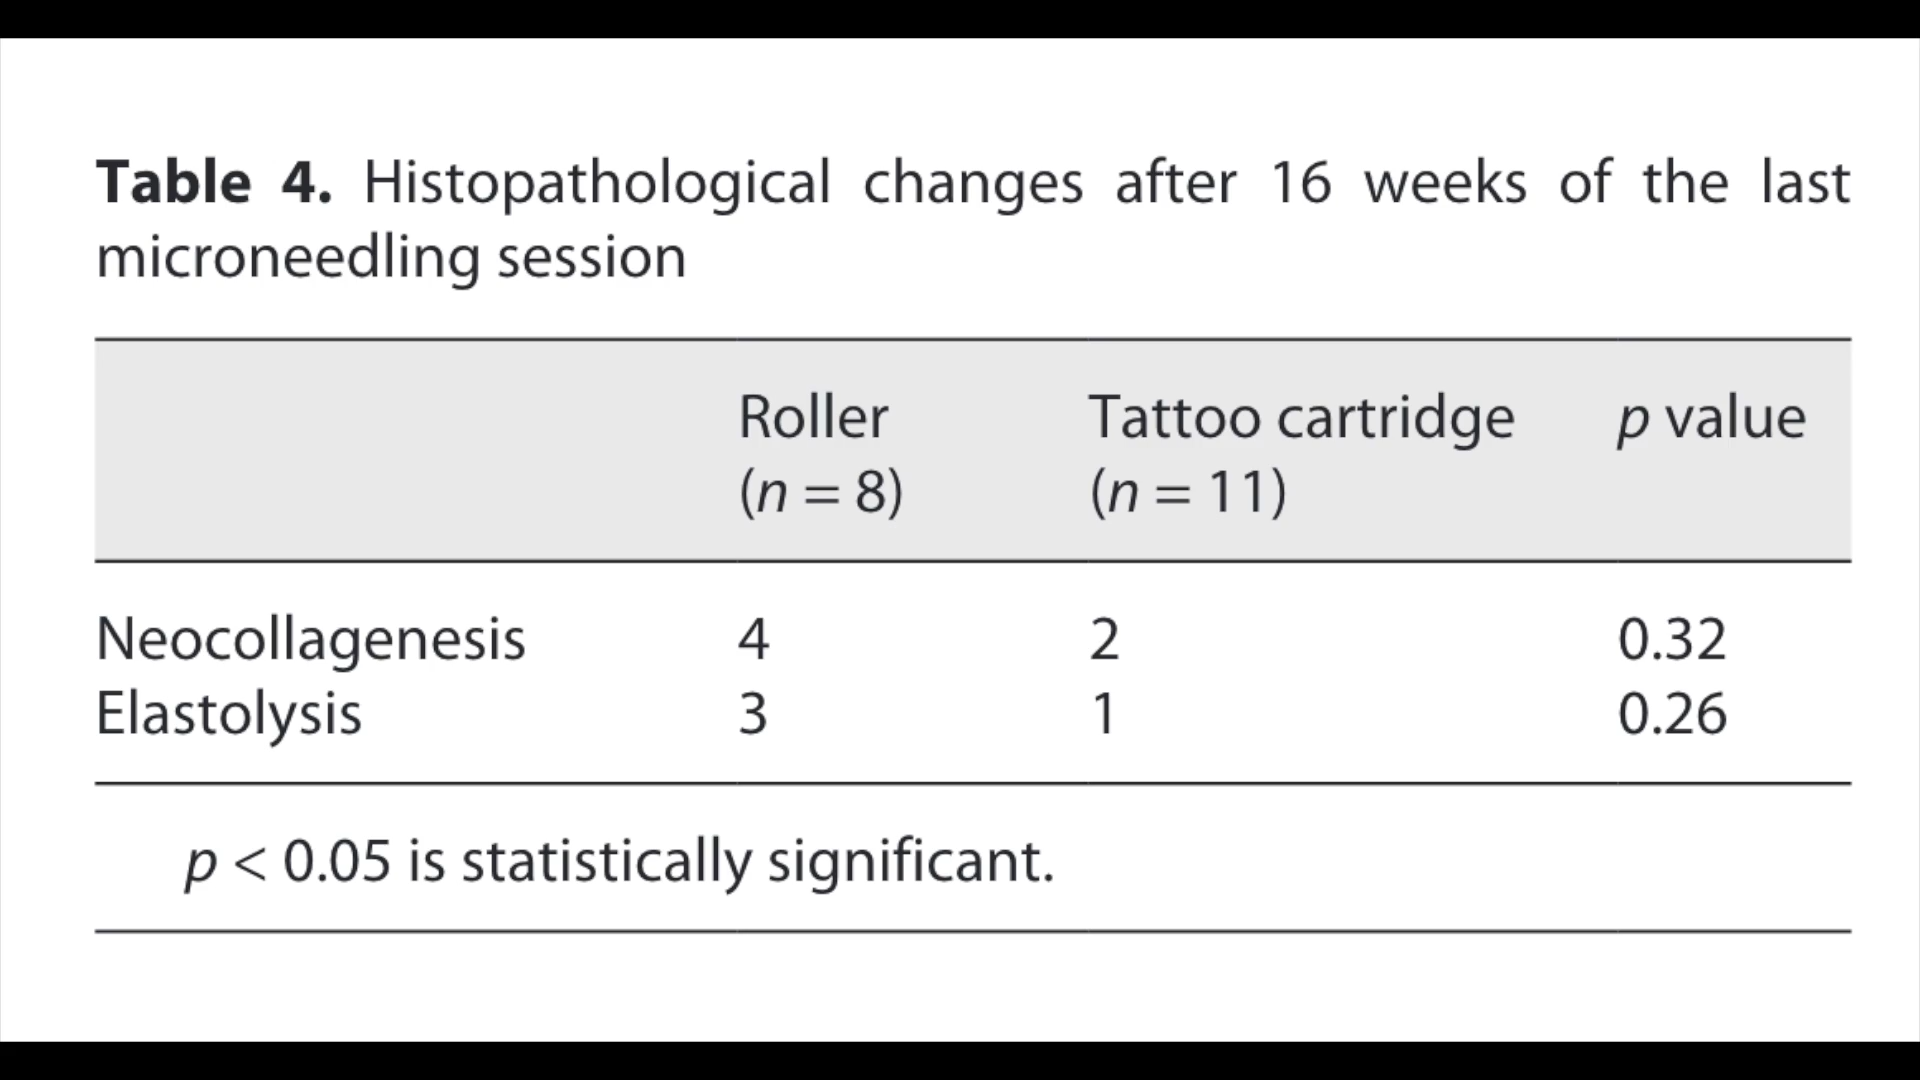 Table 4. Histopathological changes after 16 weeks of the last
microneedling session
Roller Tattoo cartridge p value
(n = 8) (n = 11)
Neocollagenesis 4 2 0.32
Elastolysis 3 1 0.26
p < 0.05 is statistically significant.